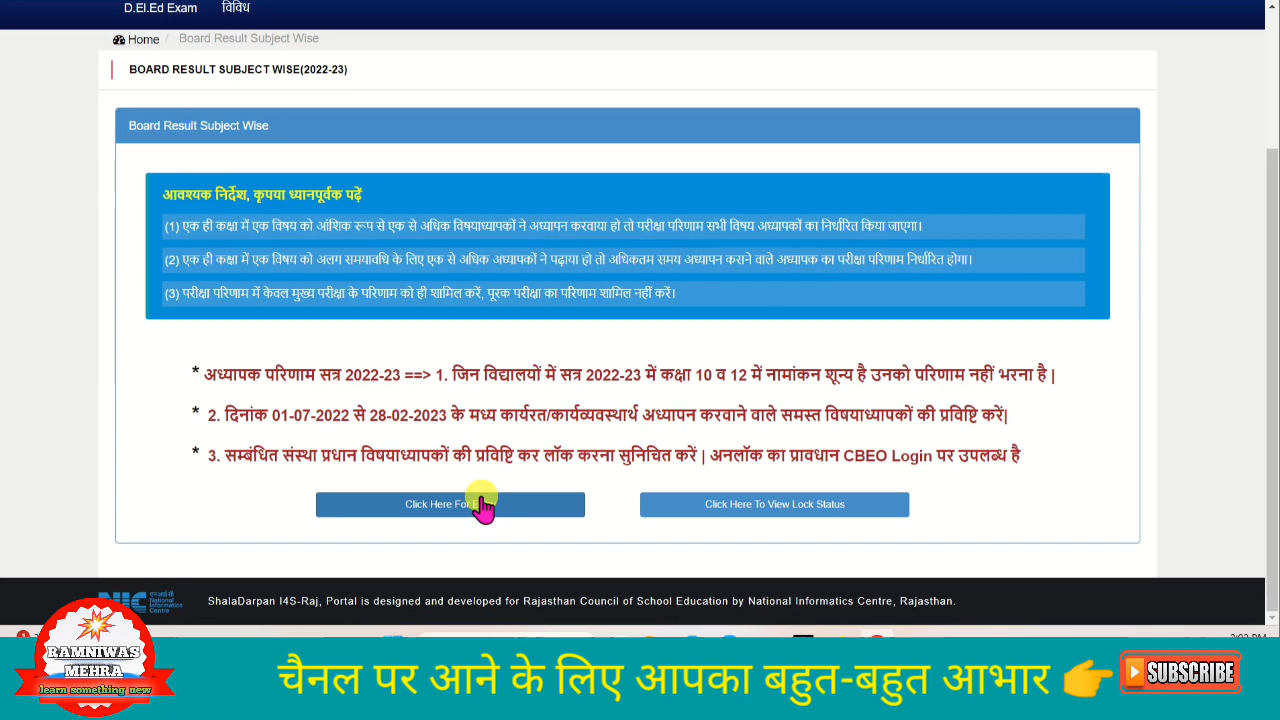 D.El.Ed Exam विविध
Home / Board Result Subject Wise
BOARD RESULT SUBJECT WISE(2022-23)
Board Result Subject Wise
आवश्यक निर्देश, कृपया ध्यानपूर्वक पढ़ें
(1) एक ही कक्षा में एक विषय को आंशिक रूप से एक से अधिक विषयाध्यापकों ने अध्यापन करवाया हो तो परीक्षा परिणाम सभी विषय अध्यापकों का निर्धारित किया जाएगा।
(2) एक ही कक्षा में एक विषय को अलग समयावधि के लिए एक से अधिक अध्यापकों ने पढ़ाया हो तो अधिकतम समय अध्यापन कराने वाले अध्यापक का परीक्षा परिणाम निर्धारित होगा।
(3) परीक्षा परिणाम में केवल मुख्य परीक्षा के परिणाम को ही शामिल करें, पूरक परीक्षा का परिणाम शामिल नहीं करें।
* अध्यापक परिणाम सत्र 2022-23 ==> 1. जिन विद्यालयों में सत्र 2022-23 में कक्षा 10 व 12 में नामांकन शून्य है उनको परिणाम नहीं भरना है |
* 2. दिनांक 01-07-2022 से 28-02-2023 के मध्य कार्यरत/कार्यव्यवस्थार्थ अध्यापन करवाने वाले समस्त विषयाध्यापकों की प्रविष्टि करें|
* 3. सम्बंधित संस्था प्रधान विषयाध्यापकों की प्रविष्टि कर लॉक करना सुनिचित करें | अनलॉक का प्रावधान CBEO Login पर उपलब्ध है
Click Here For
Click Here To View Lock Status
NIC एन आई सी National Informatics Centre
ShalaDarpan I4S-Raj, Portal is designed and developed for Rajasthan Council of School Education by National Informatics Centre, Rajasthan.
RAMNIWAS
MEHRA
learn something new
चैनल पर आने के लिए आपका बहुत-बहुत आभार
SUBSCRIBE